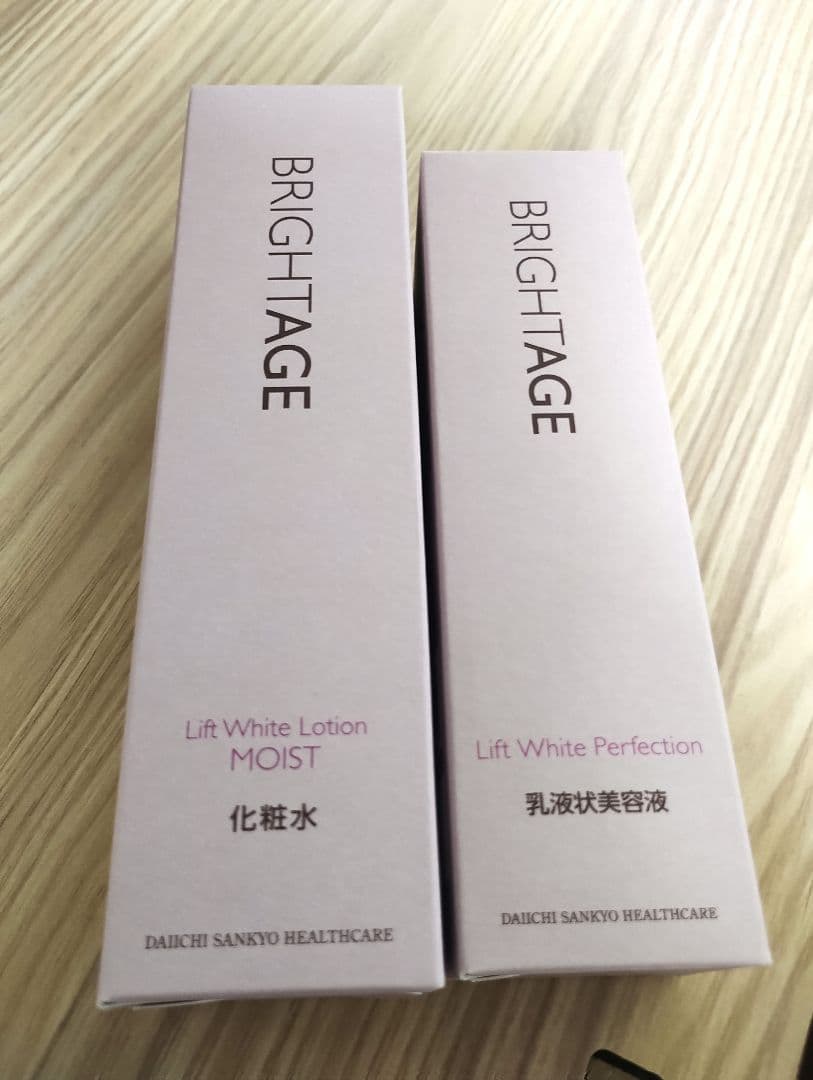 BRIGHTAGE
Lift White Lotion
MOIST
化粧水
DAIICHI SANKYO HEALTHCARE
BRIGHTAGE
Lift White Perfection
乳液状美容液
DAIICHI SANKYO HEALTHCARE